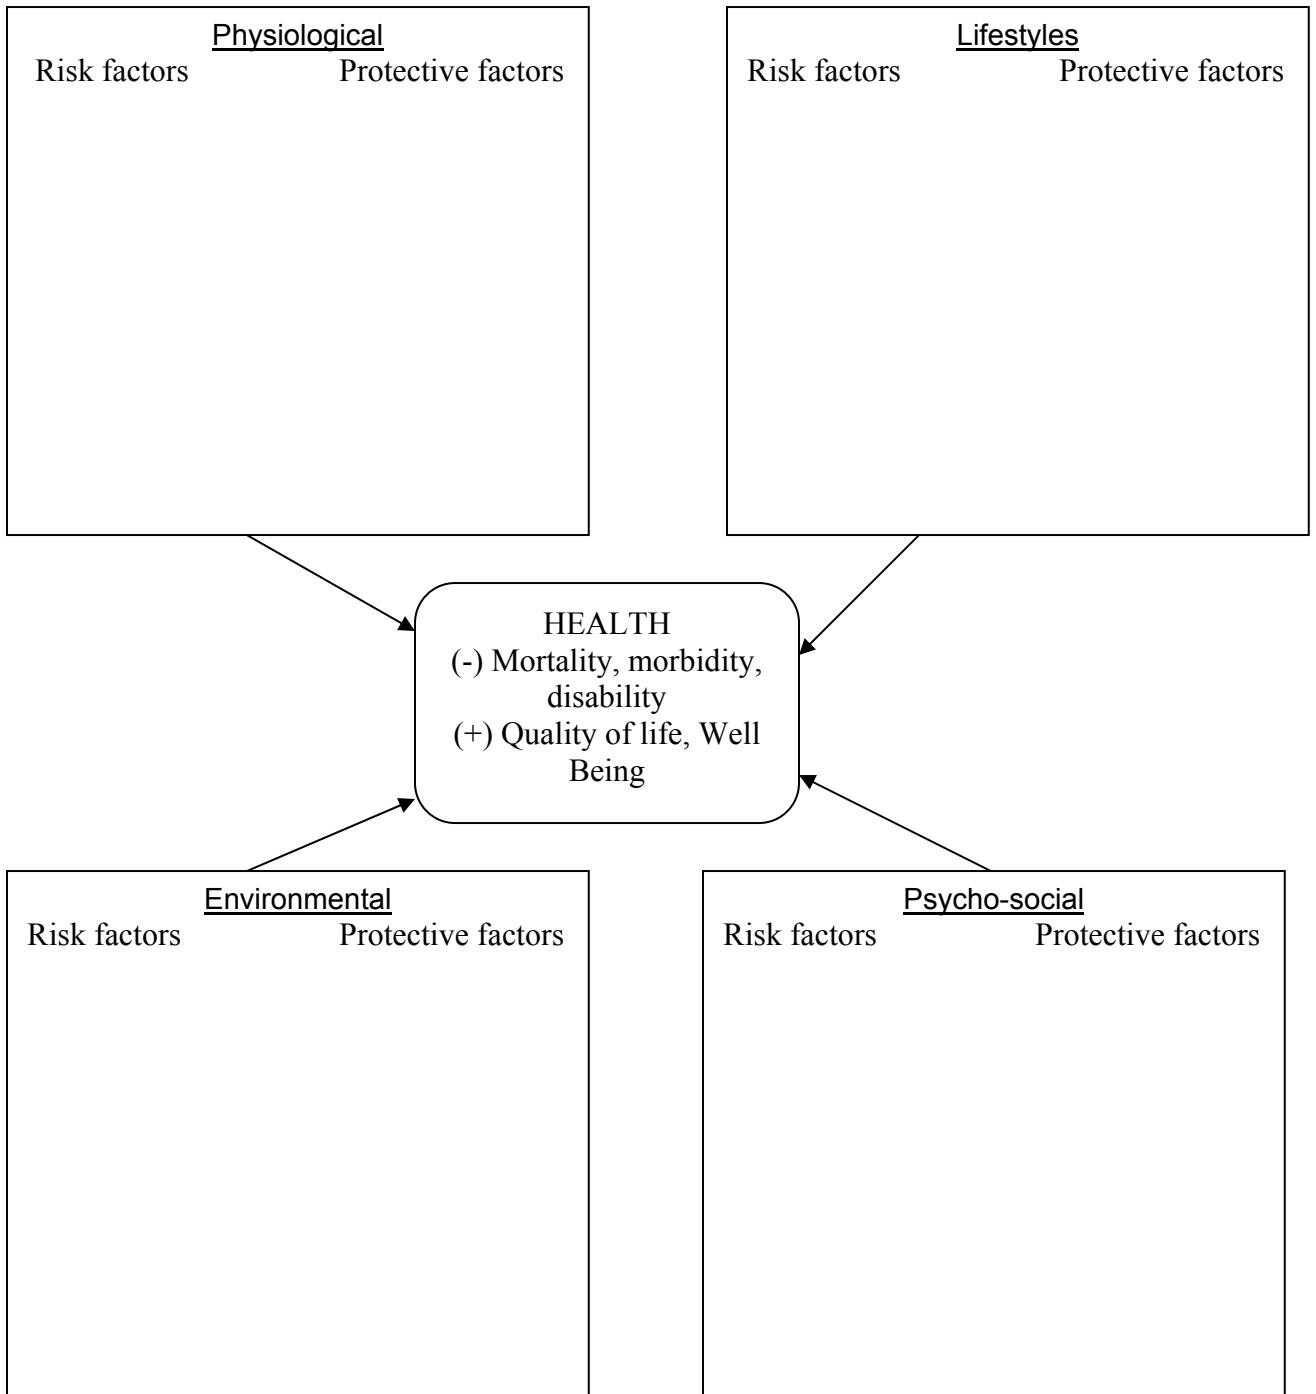 Physiological
Risk factors Protective factors
Lifestyles
Risk factors Protective factors
HEALTH
(-) Mortality, morbidity,
disability
(+) Quality of life, Well
Being
Environmental
Risk factors Protective factors
Psycho-social
Risk factors Protective factors